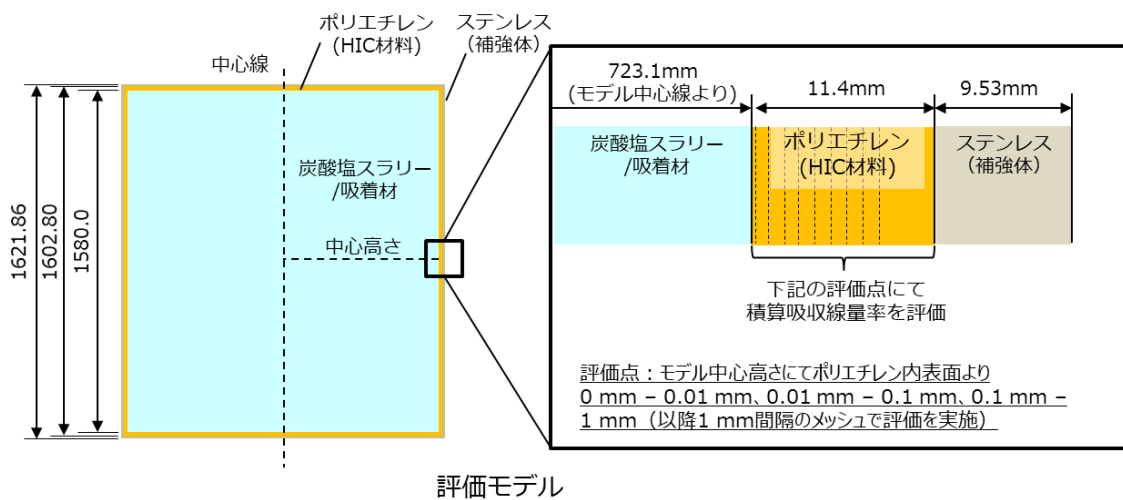 ポリエチレン
(HIC材料)
ステンレス
（補強体）
中心線
1621.86
1602.80
1580.0
炭酸塩スラリー
/吸着材
中心高さ
723.1mm
(モデル中心線より)
11.4mm
9.53mm
炭酸塩スラリー
/吸着材
ポリエチレン
(HIC材料)
ステンレス
（補強体）
下記の評価点にて
積算吸収線量率を評価
評価点：モデル中心高さにてポリエチレン内表面より
0 mm – 0.01 mm、0.01 mm – 0.1 mm、0.1 mm –
1 mm（以降1 mm間隔のメッシュで評価を実施）
評価モデル